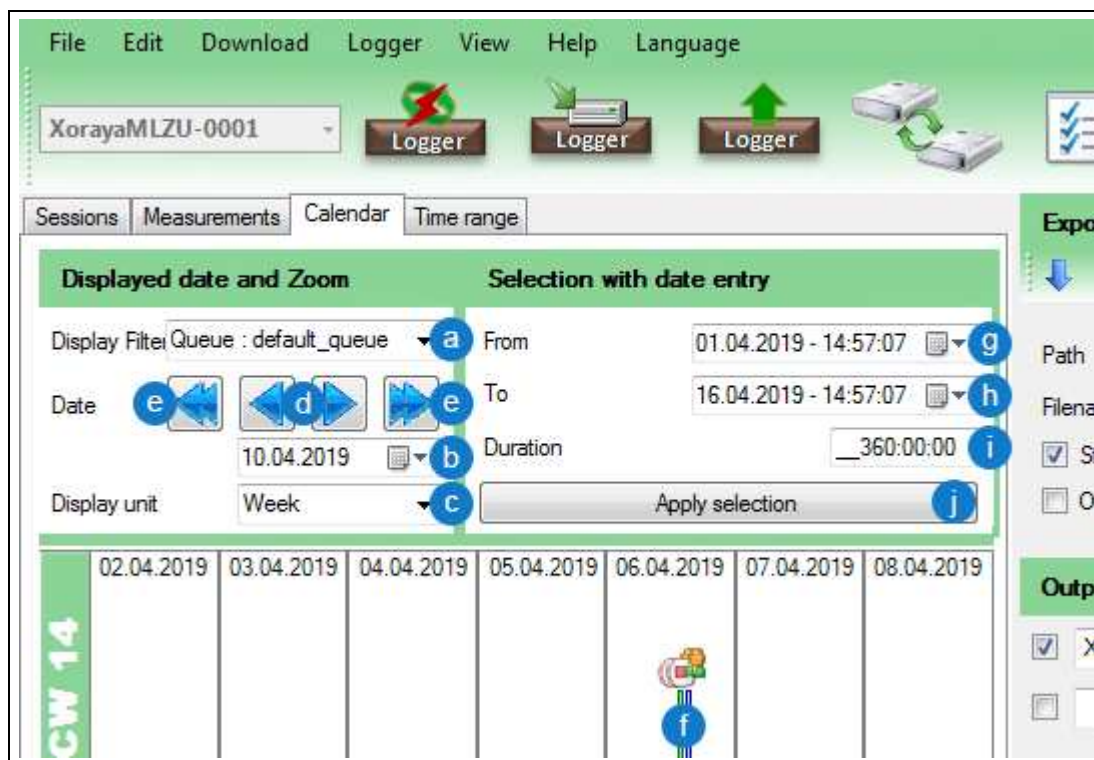 File Edit Download Logger View Help Language
XorayaMLZU-0001
Logger Logger Logger
Sessions Measurements Calendar Time range
Displayed date and Zoom
Selection with date entry
Expo
Display Filter Queue : default_queue a
From 01.04.2019 - 14:57:07 g
Path
Date e d e
To 16.04.2019 - 14:57:07 h
Filena
10.04.2019 b
Duration __360:00:00 i
St
Display unit Week c
Apply selection j
O
02.04.2019 03.04.2019 04.04.2019 05.04.2019 06.04.2019 07.04.2019 08.04.2019
Outp
CW 14
X
f